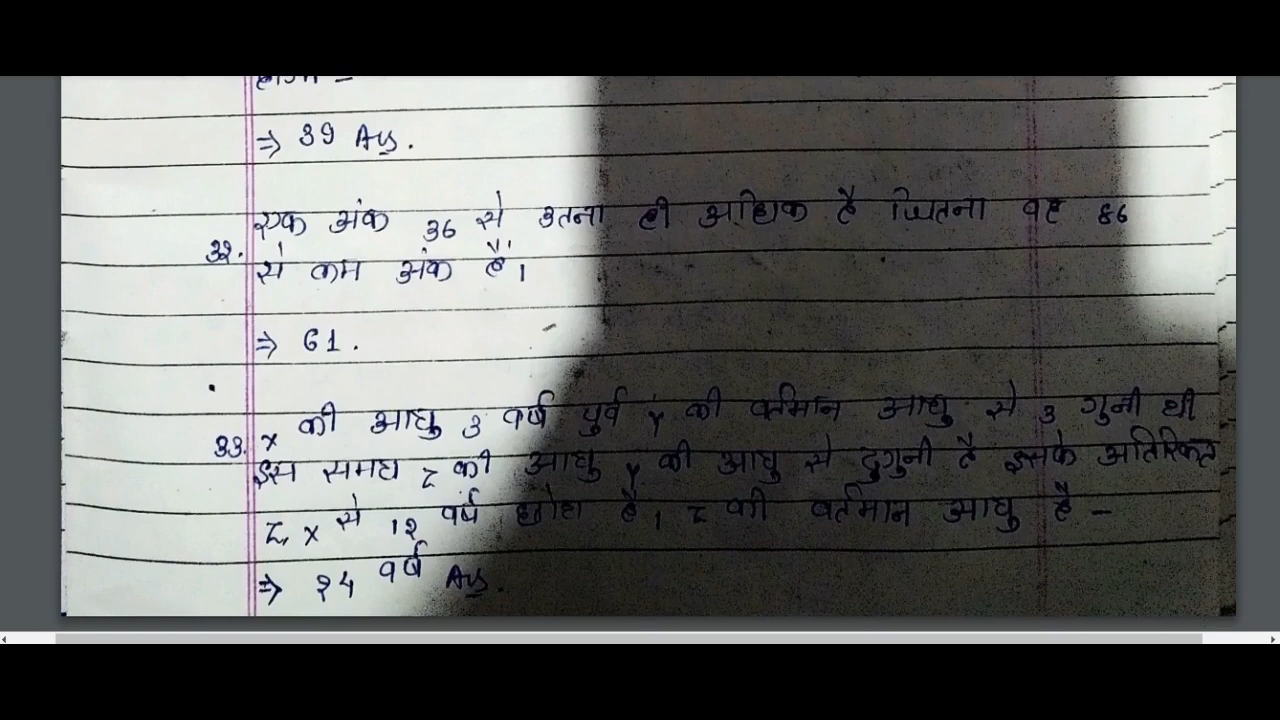 ⇒ 39 Ans.
32. एक अंक 36 से उतना ही अधिक है जितना वह 86
से कम अंक है।
⇒ 61.
33. x की आयु 3 वर्ष पुर्व Y की वर्तमान आयु से 3 गुनी थी
इस समय z की आयु Y की आयु से दुगुनी है इसके अतिरिक्त
z, x से 12 वर्ष छोटा है। z की वर्तमान आयु है -
⇒ 24 वर्ष Ans.